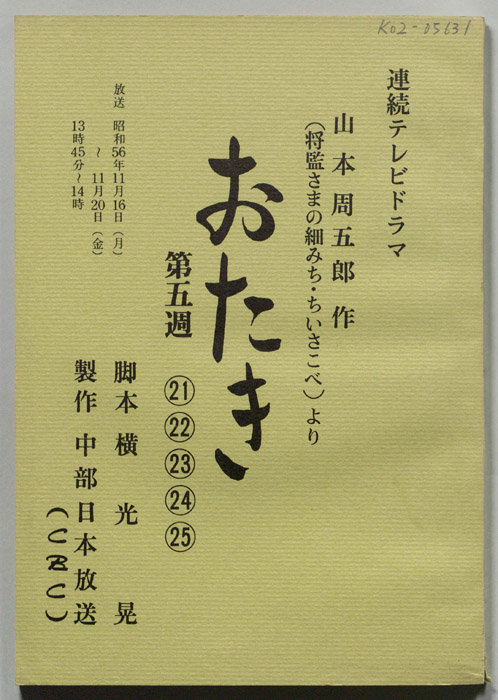 K02-05631
連続テレビドラマ
山本周五郎 作
(将監さまの細みち・ちいさこべ)より
おたき
第五週 ㉑㉒㉓㉔㉕
放送 昭和56年11月16日(月)
~11月20日(金)
13時45分~14時
脚本 横光 晃
製作 中部日本放送
(CBC)